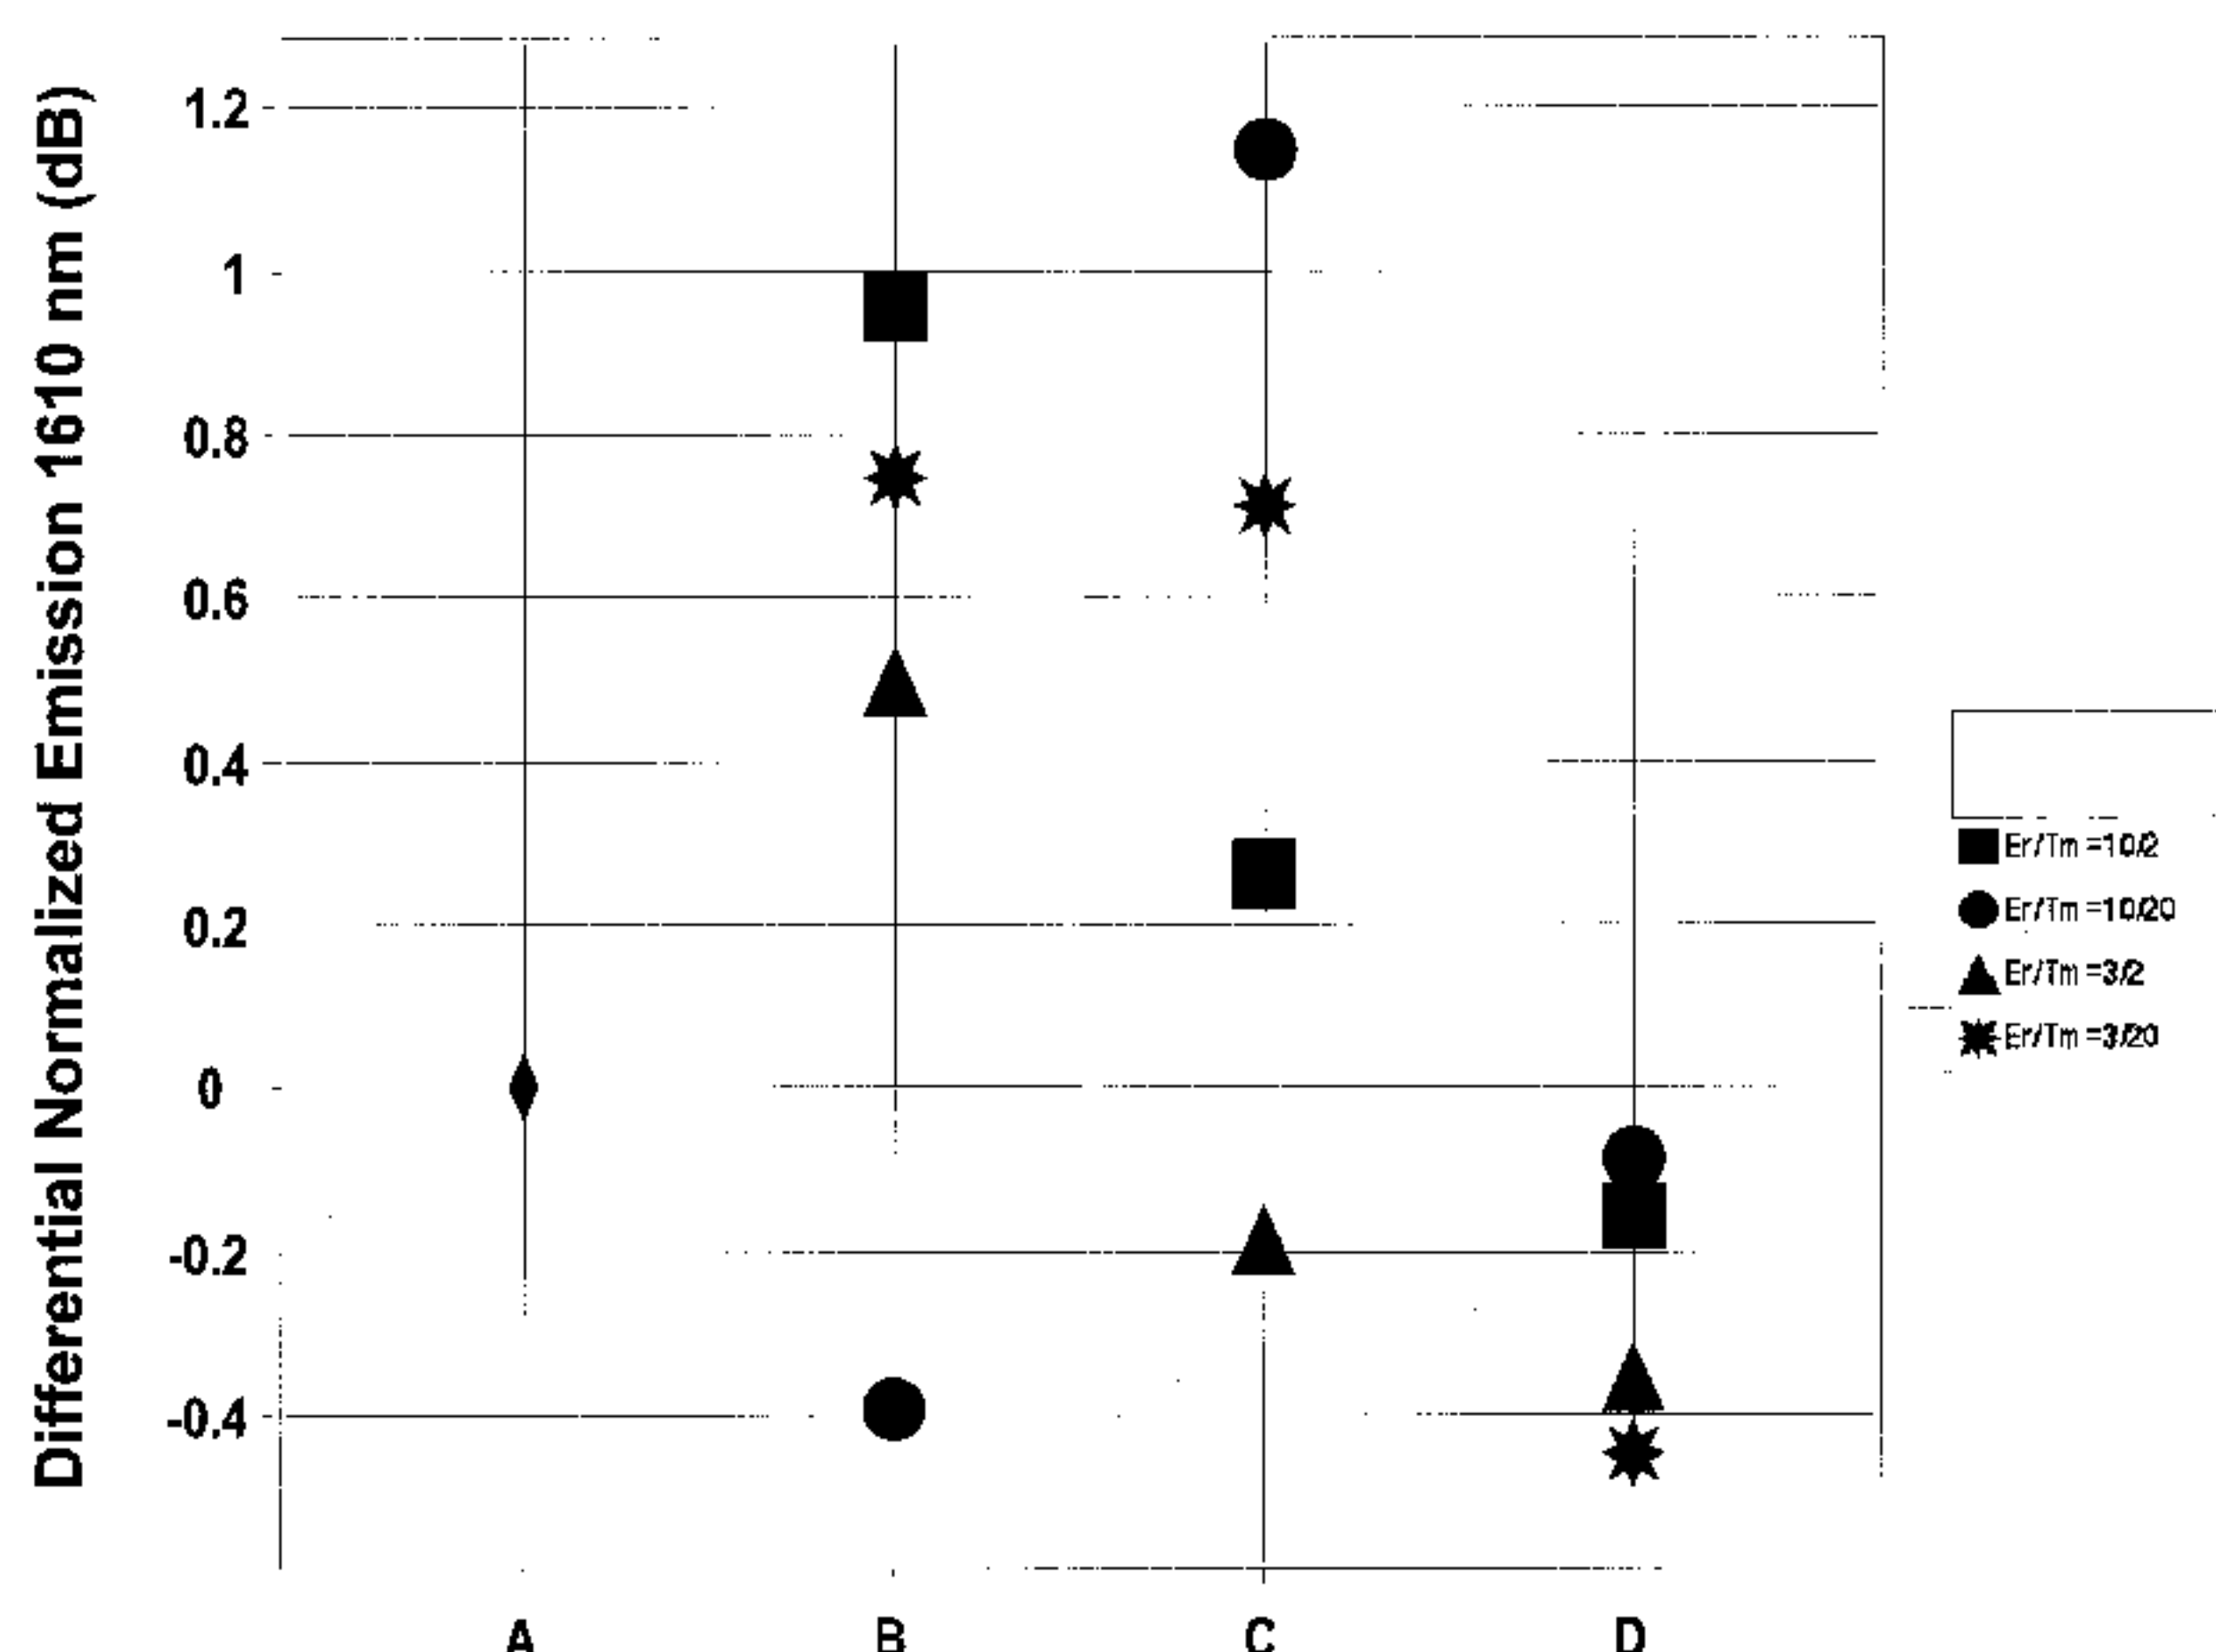 Differential Normalized Emission 1610 nm (dB)
1.2
1
0.8
0.6
0.4
0.2
0
-0.2
-0.4
A
B
C
D
Er/Tm =10/2
Er/Tm =10/20
Er/Tm =3/2
Er/Tm =3/20